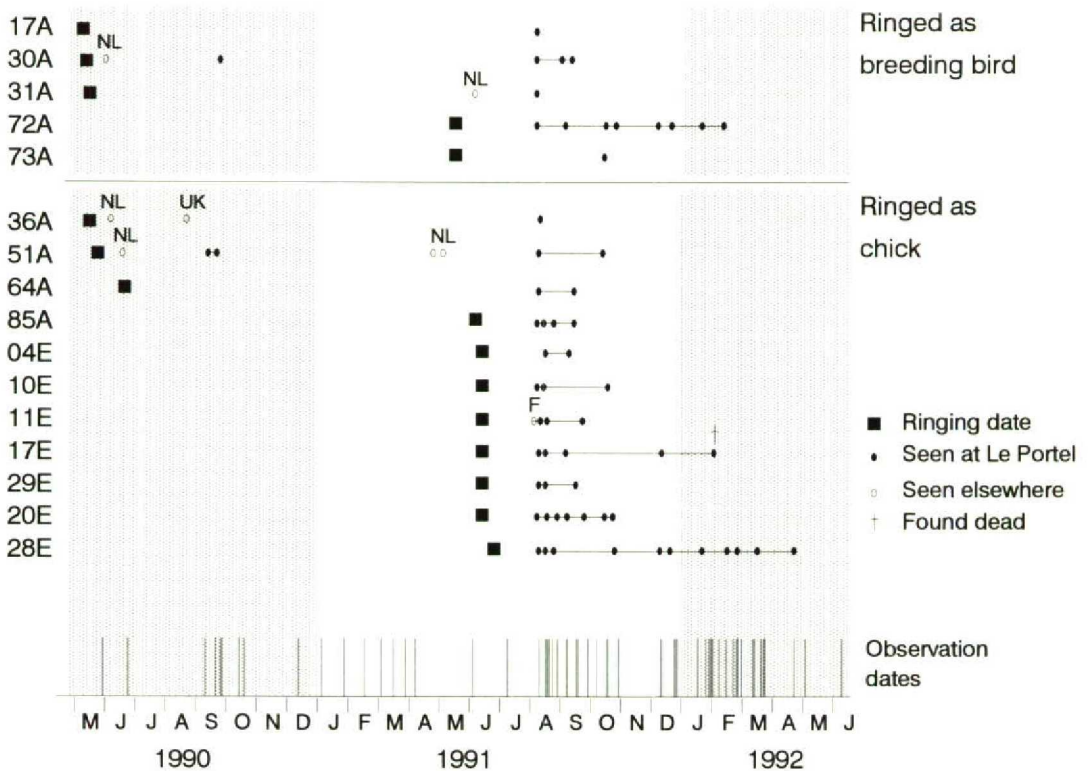 17A
NL
30A
NL
31A
72A
73A
Ringed as
breeding bird
NL UK
36A
NL NL
51A
64A
85A
04E
10E
F
11E
17E
29E
20E
28E
Ringed as
chick
Ringing date
Seen at Le Portel
Seen elsewhere
† Found dead
Observation
dates
M J J A S O N D J F M A M J J A S O N D J F M A M J
1990 1991 1992